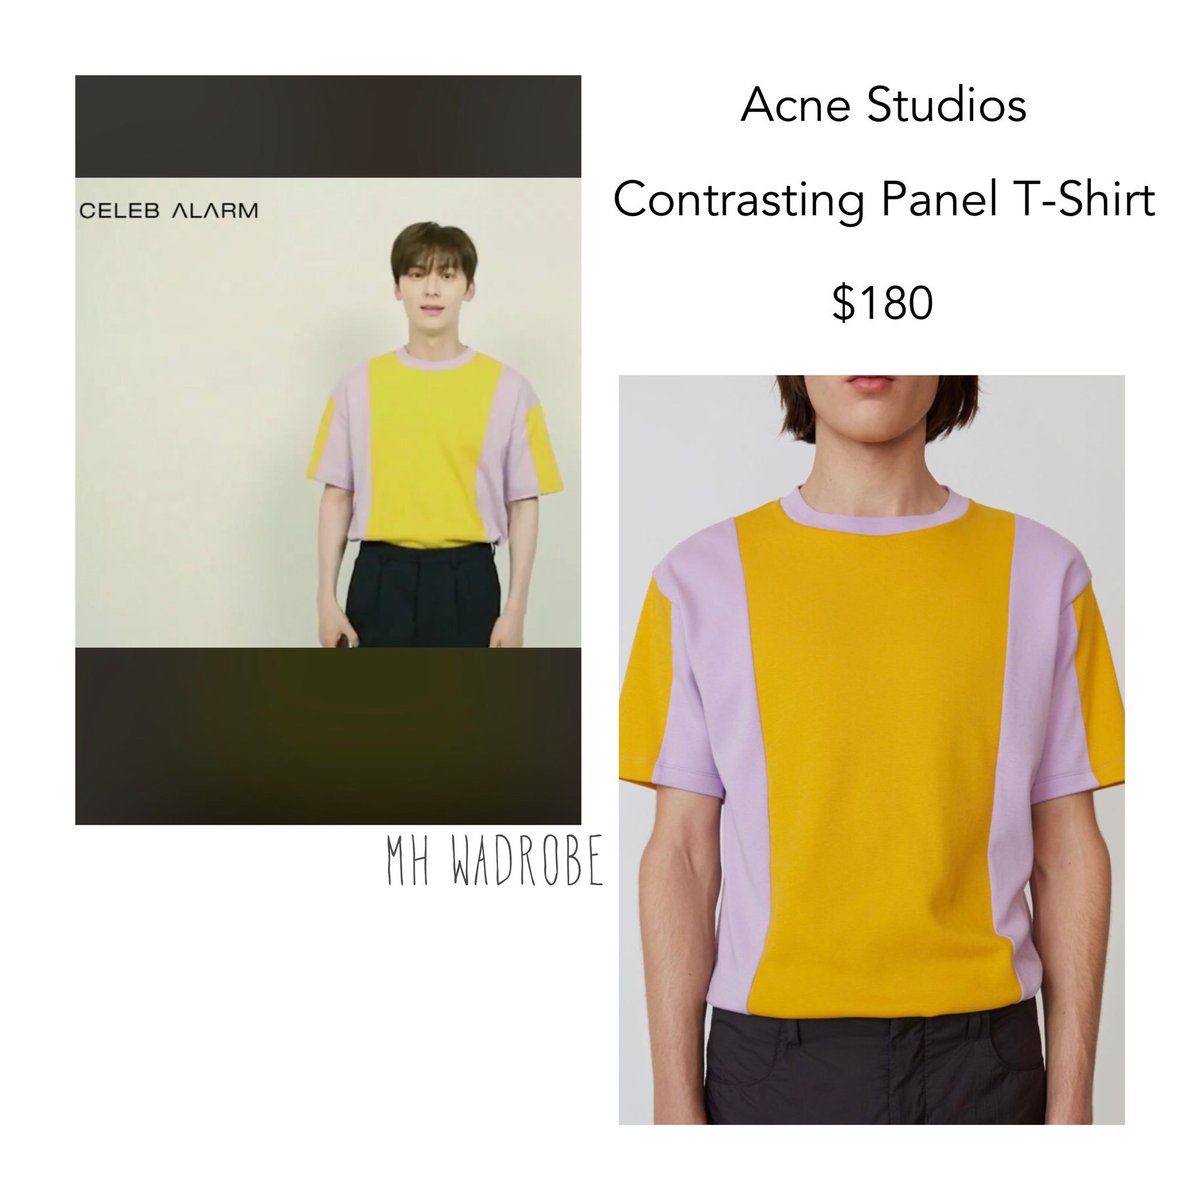 CELEB ALARM
Acne Studios
Contrasting Panel T-Shirt
$180
MH WADROBE